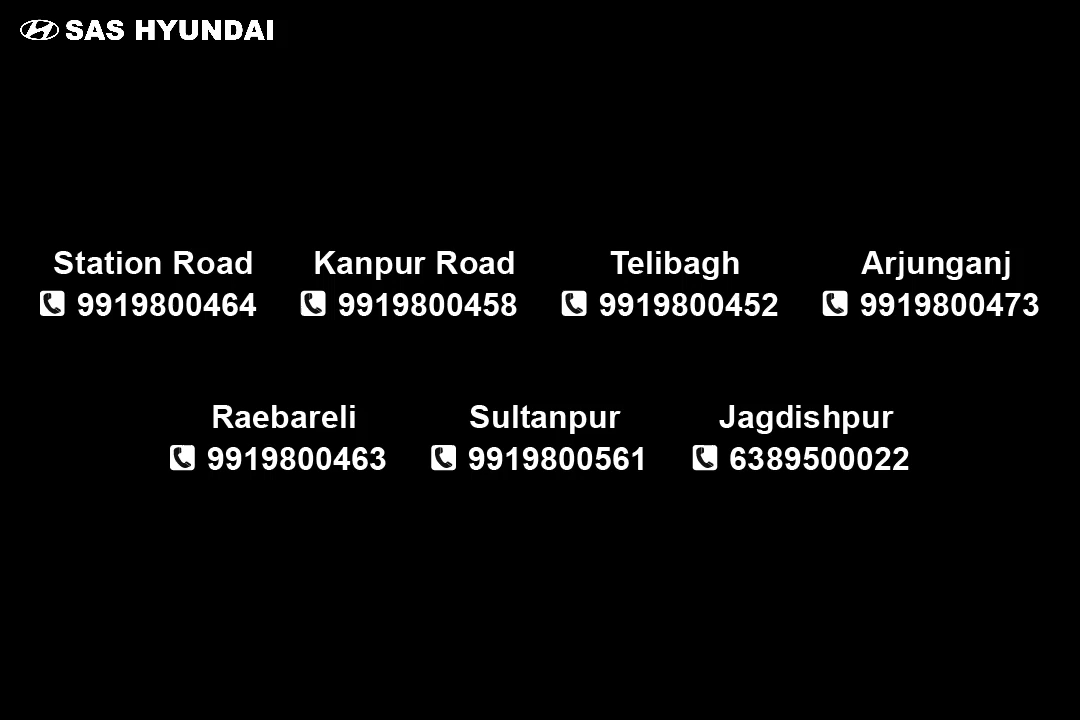 SAS HYUNDAI
Station Road Kanpur Road Telibagh Arjunganj
9919800464 9919800458 9919800452 9919800473
Raebareli Sultanpur Jagdishpur
9919800463 9919800561 6389500022